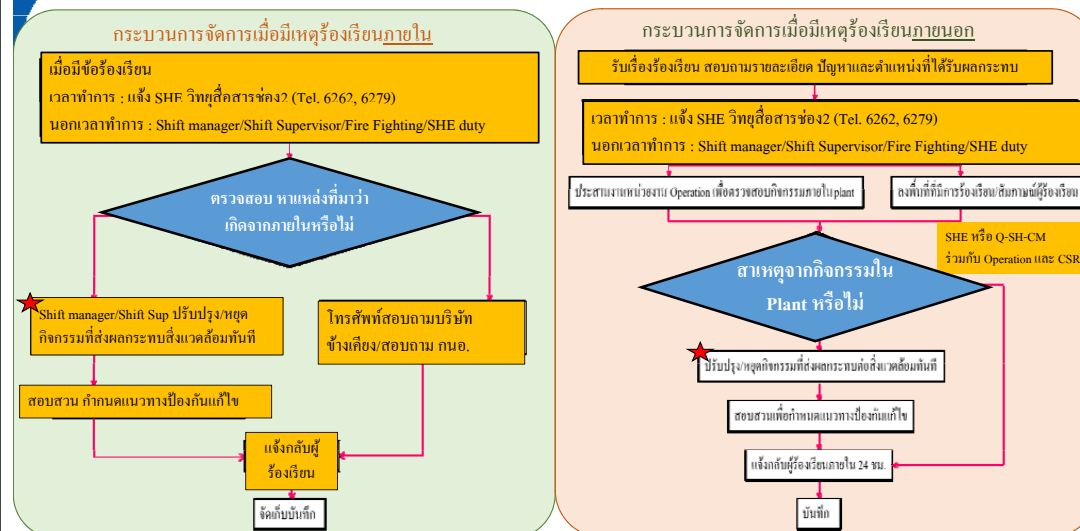 กระบวนการจัดการเมื่อมีเหตุร้องเรียนภายใน
เมื่อมีข้อร้องเรียน
เวลาทำการ : แจ้ง SHE วิทยุสื่อสารช่อง2 (Tel. 6262, 6279)
นอกเวลาทำการ : Shift manager/Shift Supervisor/Fire Fighting/SHE duty
ตรวจสอบ หาแหล่งที่มาว่า
เกิดจากภายในหรือไม่
Shift manager/Shift Sup ปรับปรุง/หยุด
กิจกรรมที่ส่งผลกระทบสิ่งแวดล้อมทันที
โทรศัพท์สอบถามบริษัท
ข้างเคียง/สอบถาม กนอ.
สอบสวน กำหนดแนวทางป้องกันแก้ไข
แจ้งกลับผู้
ร้องเรียน
จัดเก็บบันทึก
กระบวนการจัดการเมื่อมีเหตุร้องเรียนภายนอก
รับเรื่องร้องเรียน สอบถามรายละเอียด ปัญหาและตำแหน่งที่ได้รับผลกระทบ
เวลาทำการ : แจ้ง SHE วิทยุสื่อสารช่อง2 (Tel. 6262, 6279)
นอกเวลาทำการ : Shift manager/Shift Supervisor/Fire Fighting/SHE duty
ประสานงานหน่วยงาน Operation เพื่อตรวจสอบกิจกรรมภายใน plant
ลงพื้นที่ที่มีการร้องเรียน/สัมภาษณ์ผู้ร้องเรียน
SHE หรือ Q-SH-CM
ร่วมกับ Operation และ CSR
สาเหตุจากกิจกรรมใน
Plant หรือไม่
ปรับปรุง/หยุดกิจกรรมที่ส่งผลกระทบต่อสิ่งแวดล้อมทันที
สอบสวนเพื่อกำหนดแนวทางป้องกันแก้ไข
แจ้งกลับผู้ร้องเรียนภายใน 24 ชม.
บันทึก